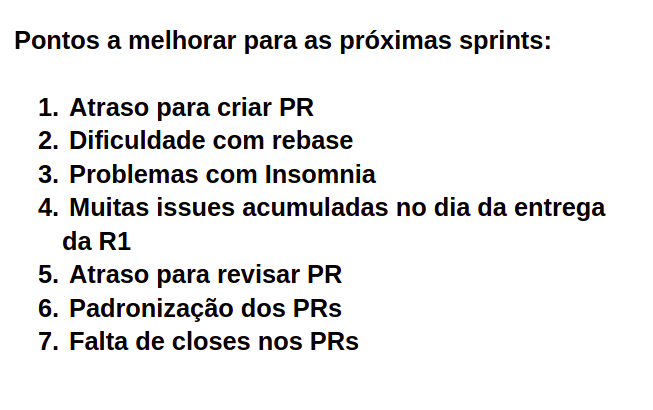 Pontos a melhorar para as próximas sprints:
1. Atraso para criar PR
2. Dificuldade com rebase
3. Problemas com Insomnia
4. Muitas issues acumuladas no dia da entrega
da R1
5. Atraso para revisar PR
6. Padronização dos PRs
7. Falta de closes nos PRs